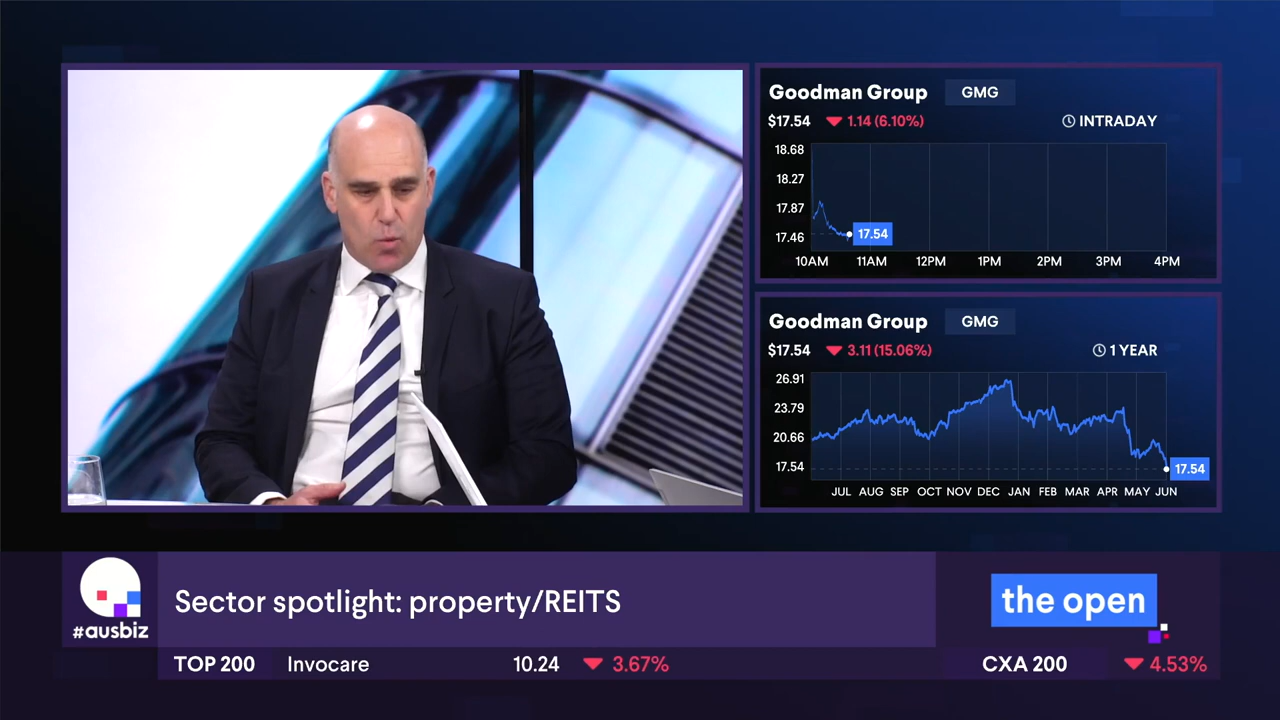 Goodman Group GMG
$17.54 ▼ 1.14 (6.10%) INTRADAY
18.68
18.27
17.87
17.46
17.54
10AM 11AM 12PM 1PM 2PM 3PM 4PM
Goodman Group GMG
$17.54 ▼ 3.11 (15.06%) 1 YEAR
26.91
23.79
20.66
17.54
17.54
JUL AUG SEP OCT NOV DEC JAN FEB MAR APR MAY JUN
#ausbiz
Sector spotlight: property/REITS
the open
TOP 200 Invocare 10.24 ▼ 3.67% CXA 200 ▼ 4.53%